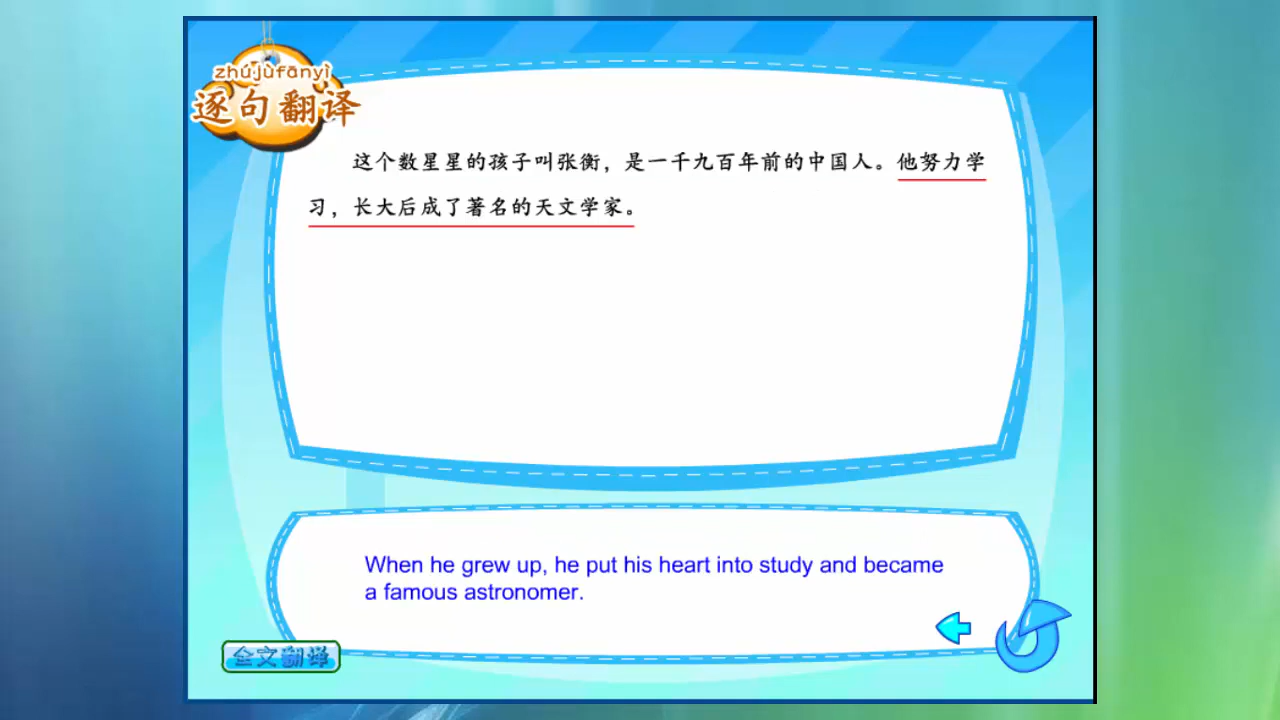 zhújùfānyì
逐句翻译
这个数星星的孩子叫张衡，是一千九百年前的中国人。他努力学
习，长大后成了著名的天文学家。
When he grew up, he put his heart into study and became
a famous astronomer.
全文翻译